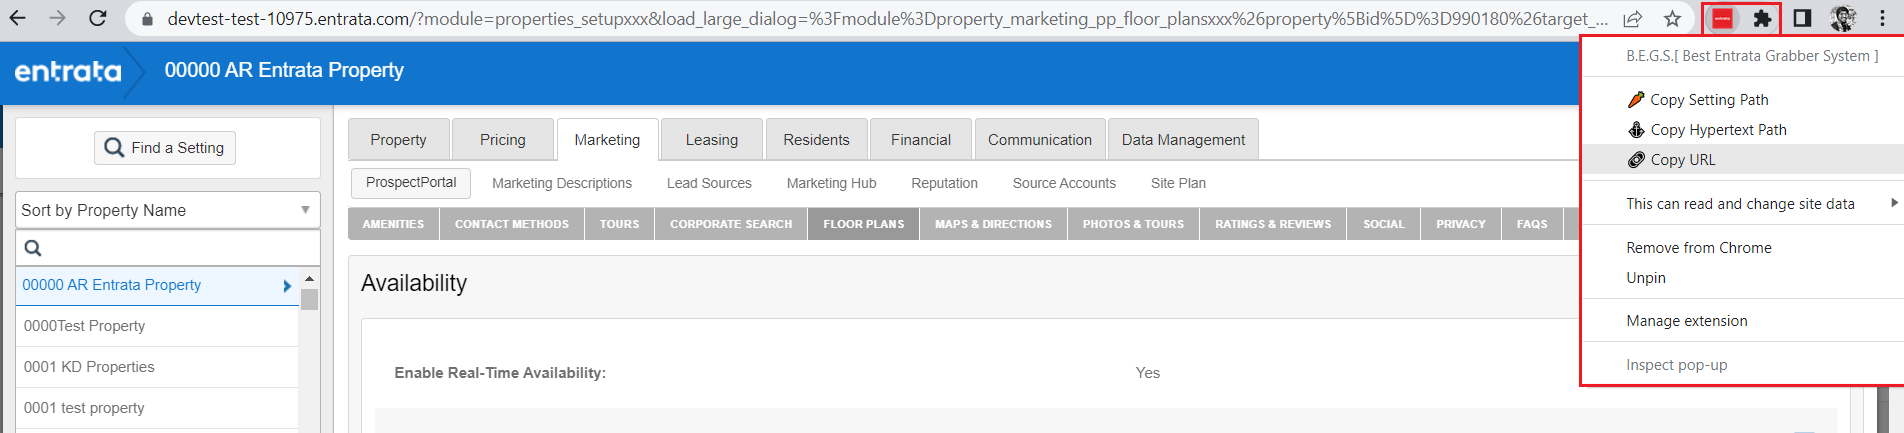 devtest-test-10975.entrata.com/?module=properties_setupxxx&load_large_dialog=%3Fmodule%3Dproperty_marketing_pp_floor_plansxxx%26property%5Bid%5D%3D990180%26target_...
entrata
00000 AR Entrata Property
Find a Setting
Sort by Property Name
00000 AR Entrata Property
0000Test Property
0001 KD Properties
0001 test property
Property Pricing Marketing Leasing Residents Financial Communication Data Management
ProspectPortal Marketing Descriptions Lead Sources Marketing Hub Reputation Source Accounts Site Plan
AMENITIES CONTACT METHODS TOURS CORPORATE SEARCH FLOOR PLANS MAPS & DIRECTIONS PHOTOS & TOURS RATINGS & REVIEWS SOCIAL PRIVACY FAQS
Availability
Enable Real-Time Availability: Yes
entrata
B.E.G.S.[ Best Entrata Grabber System ]
Copy Setting Path
Copy Hypertext Path
Copy URL
This can read and change site data
Remove from Chrome
Unpin
Manage extension
Inspect pop-up